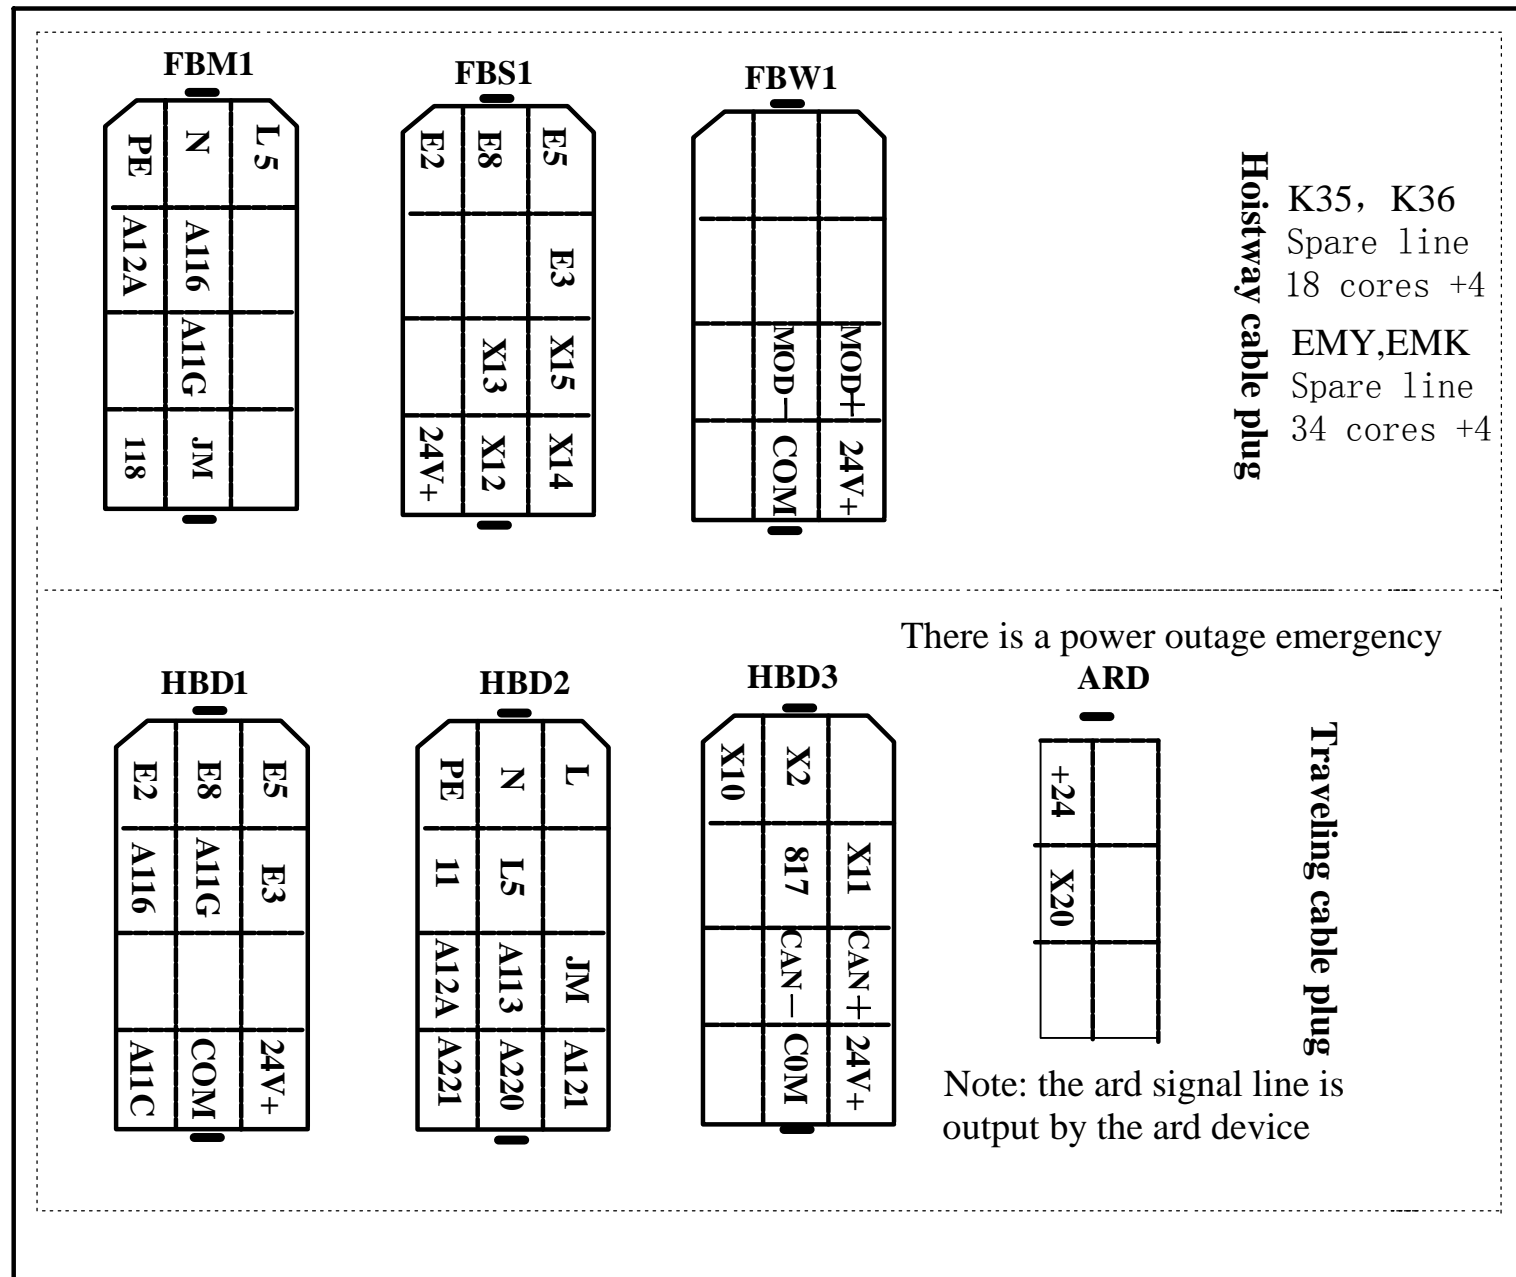 FBM1
PE N L 5
A12A A116
A11G
118 JM
FBS1
E2 E8 E5
E3
X13 X15
24V+ X12 X14
FBW1
MOD− MOD+
COM 24V+
Hoistway cable plug
K35， K36
Spare line
18 cores +4
EMY,EMK
Spare line
34 cores +4
There is a power outage emergency
HBD1
E2 E8 E5
A116 A11G E3
A11C COM 24V+
HBD2
PE N L
11 L5
A12A A113 JM
A221 A220 A121
HBD3
X10 X2
817 X11
CAN− CAN+
C0M 24V+
ARD
+24
X20
Traveling cable plug
Note: the ard signal line is
output by the ard device